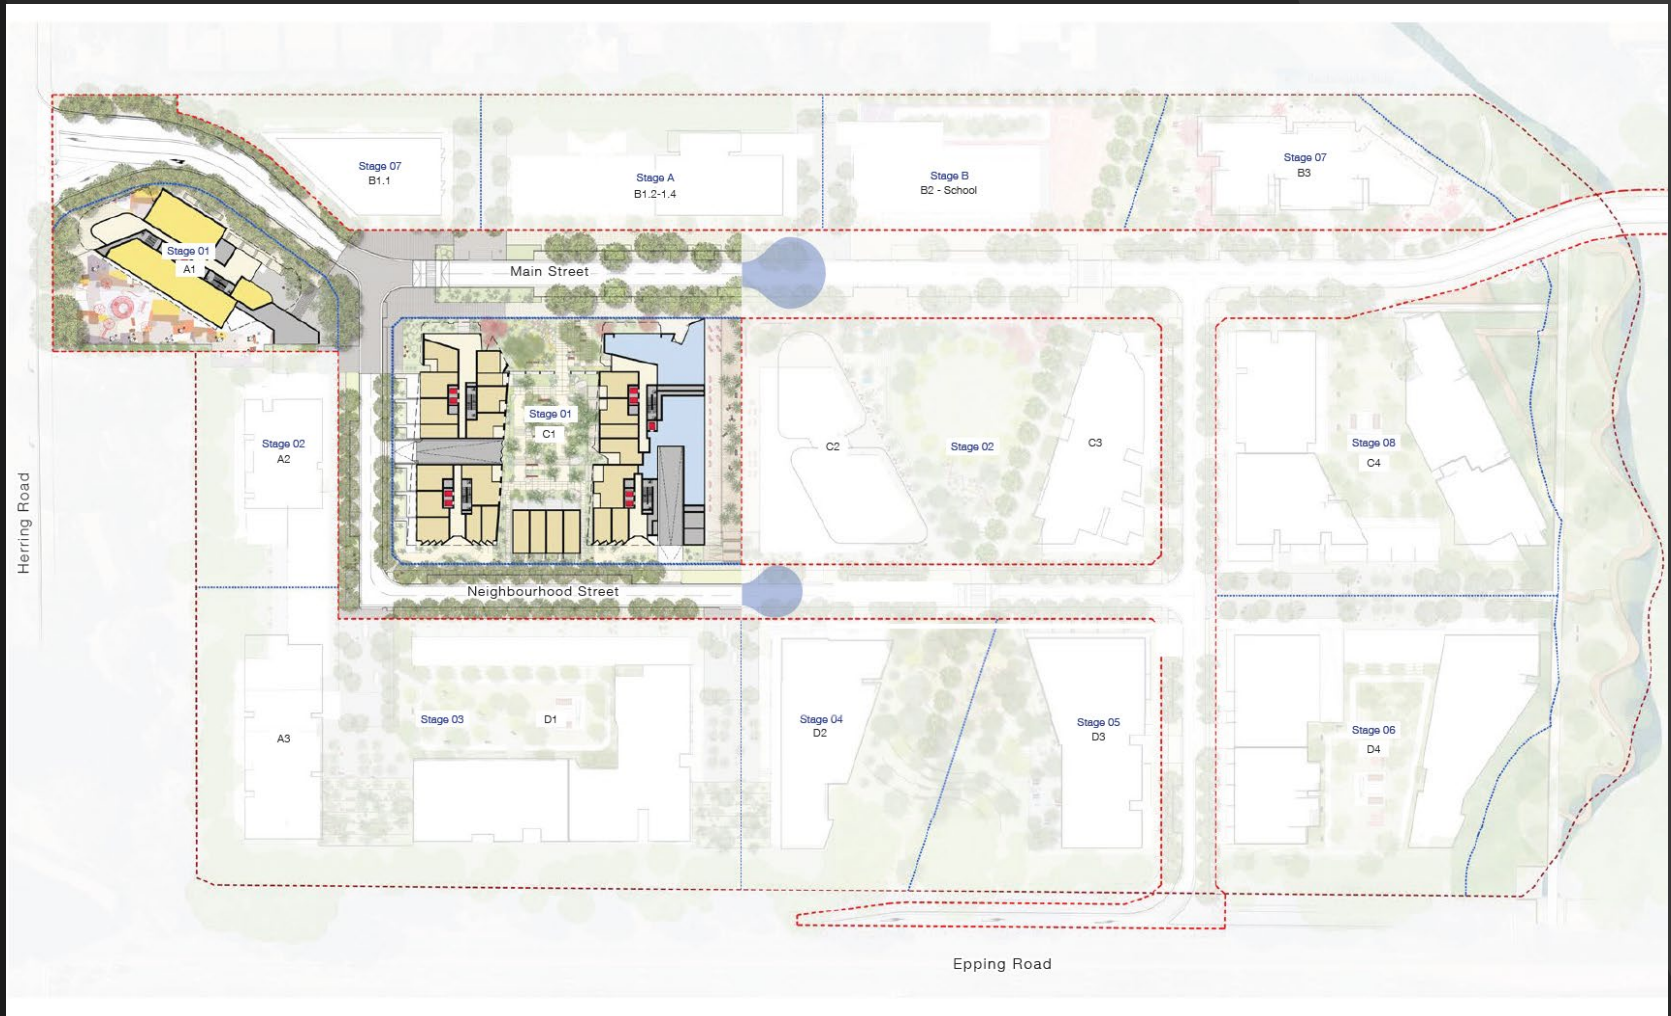 Stage 07
B1.1
Stage A
B1.2-1.4
Stage B
B2 - School
Stage 07
B3
Stage 01
A1
Main Street
Stage 01
C1
Stage 02
A2
C2
Stage 02
C3
Stage 08
C4
Herring Road
Neighbourhood Street
A3
Stage 03
D1
Stage 04
D2
Stage 05
D3
Stage 06
D4
Epping Road